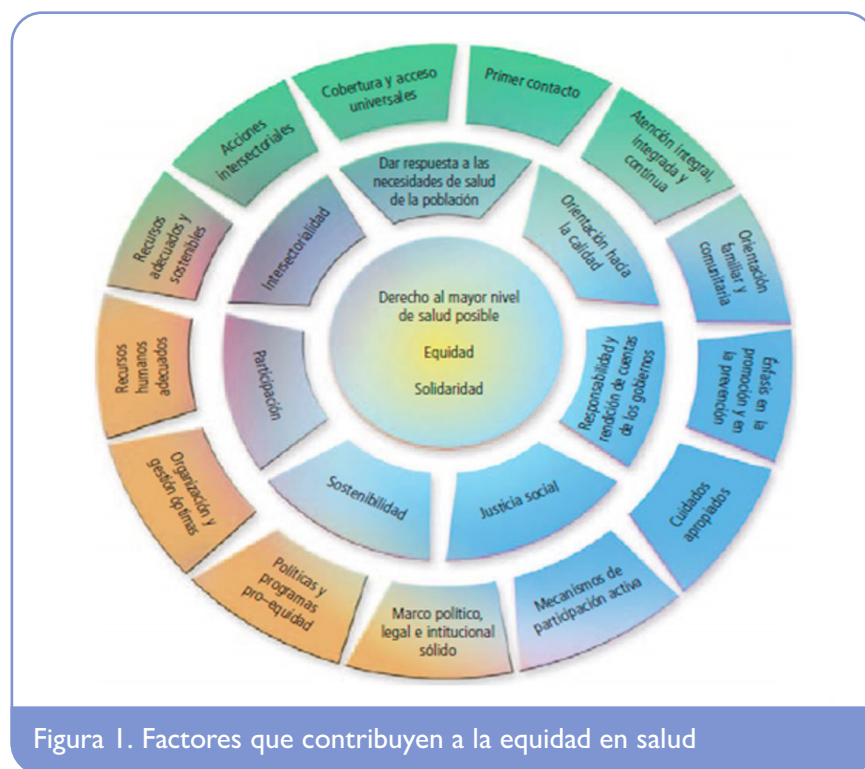 Cobertura y acceso
universales
Primer contacto
Atención integral,
integrada y
continua
Orientación
familiar y
comunitaria
Énfasis en la
promoción y en
la prevención
Cuidados
apropiados
Mecanismos de
participación activa
Marco político,
legal e intitucional
sólido
Políticas y
programas
pro-equidad
Organización y
gestión óptimas
Recursos
humanos
adecuados
Recursos
adecuados y
sostenibles
Acciones
intersectoriales
Dar respuesta a las
necesidades de salud
de la población
Orientación hacia
la calidad
Responsabilidad y
rendición de cuentas
de los gobiernos
Justicia social
Sostenibilidad
Participación
Intersectorialidad
Derecho al mayor nivel
de salud posible
Equidad
Solidaridad
Figura 1. Factores que contribuyen a la equidad en salud